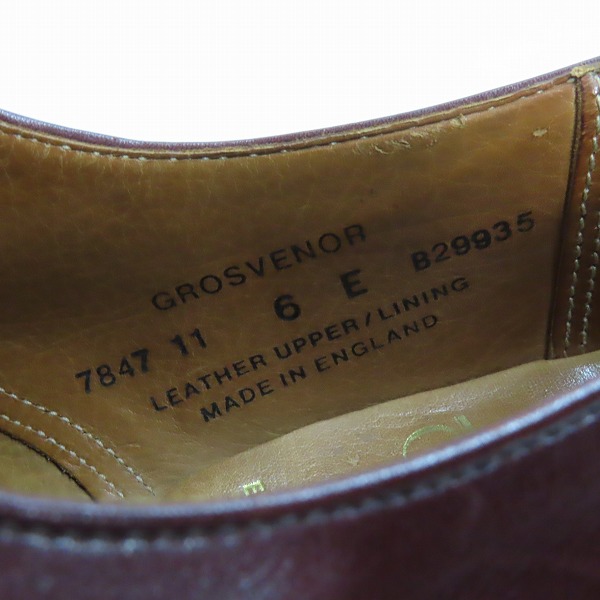 GROSVENOR
7847 11 6 E B29935
LEATHER UPPER/LINING
MADE IN ENGLAND